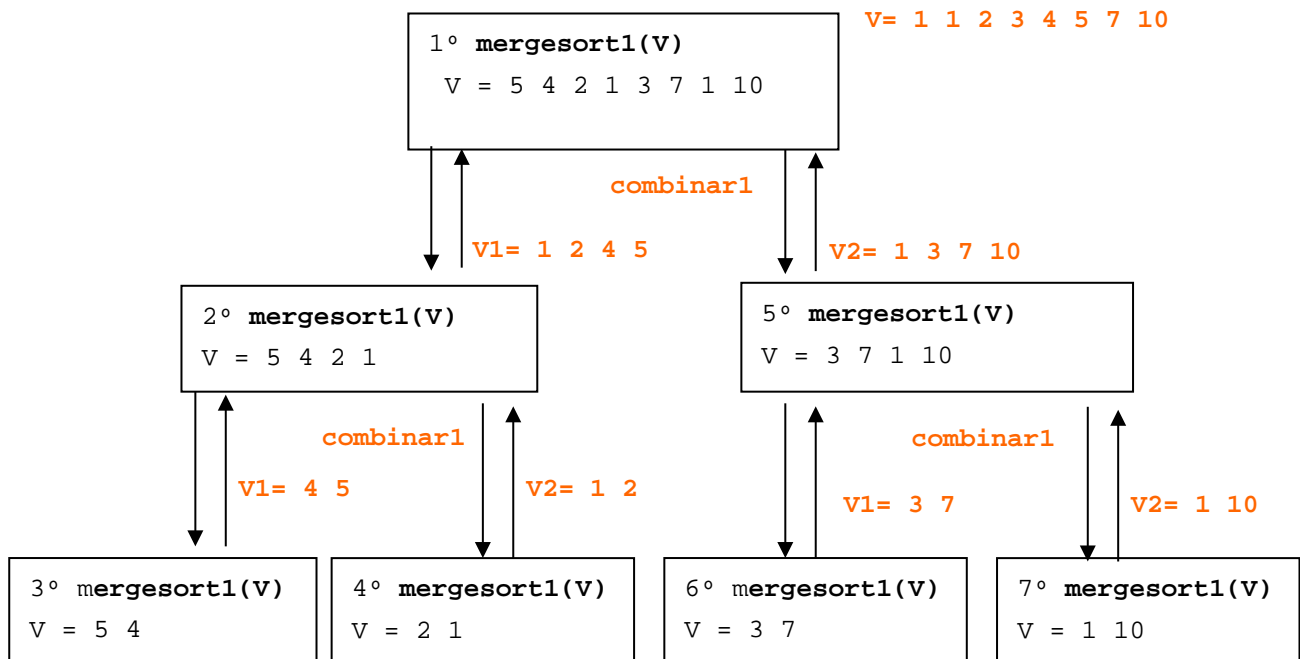 V= 1 1 2 3 4 5 7 10
1º mergesort1(V)
V = 5 4 2 1 3 7 1 10
combinar1
V1= 1 2 4 5
V2= 1 3 7 10
2º mergesort1(V)
V = 5 4 2 1
5º mergesort1(V)
V = 3 7 1 10
combinar1
combinar1
V1= 4 5
V2= 1 2
V1= 3 7
V2= 1 10
3º mergesort1(V)
V = 5 4
4º mergesort1(V)
V = 2 1
6º mergesort1(V)
V = 3 7
7º mergesort1(V)
V = 1 10